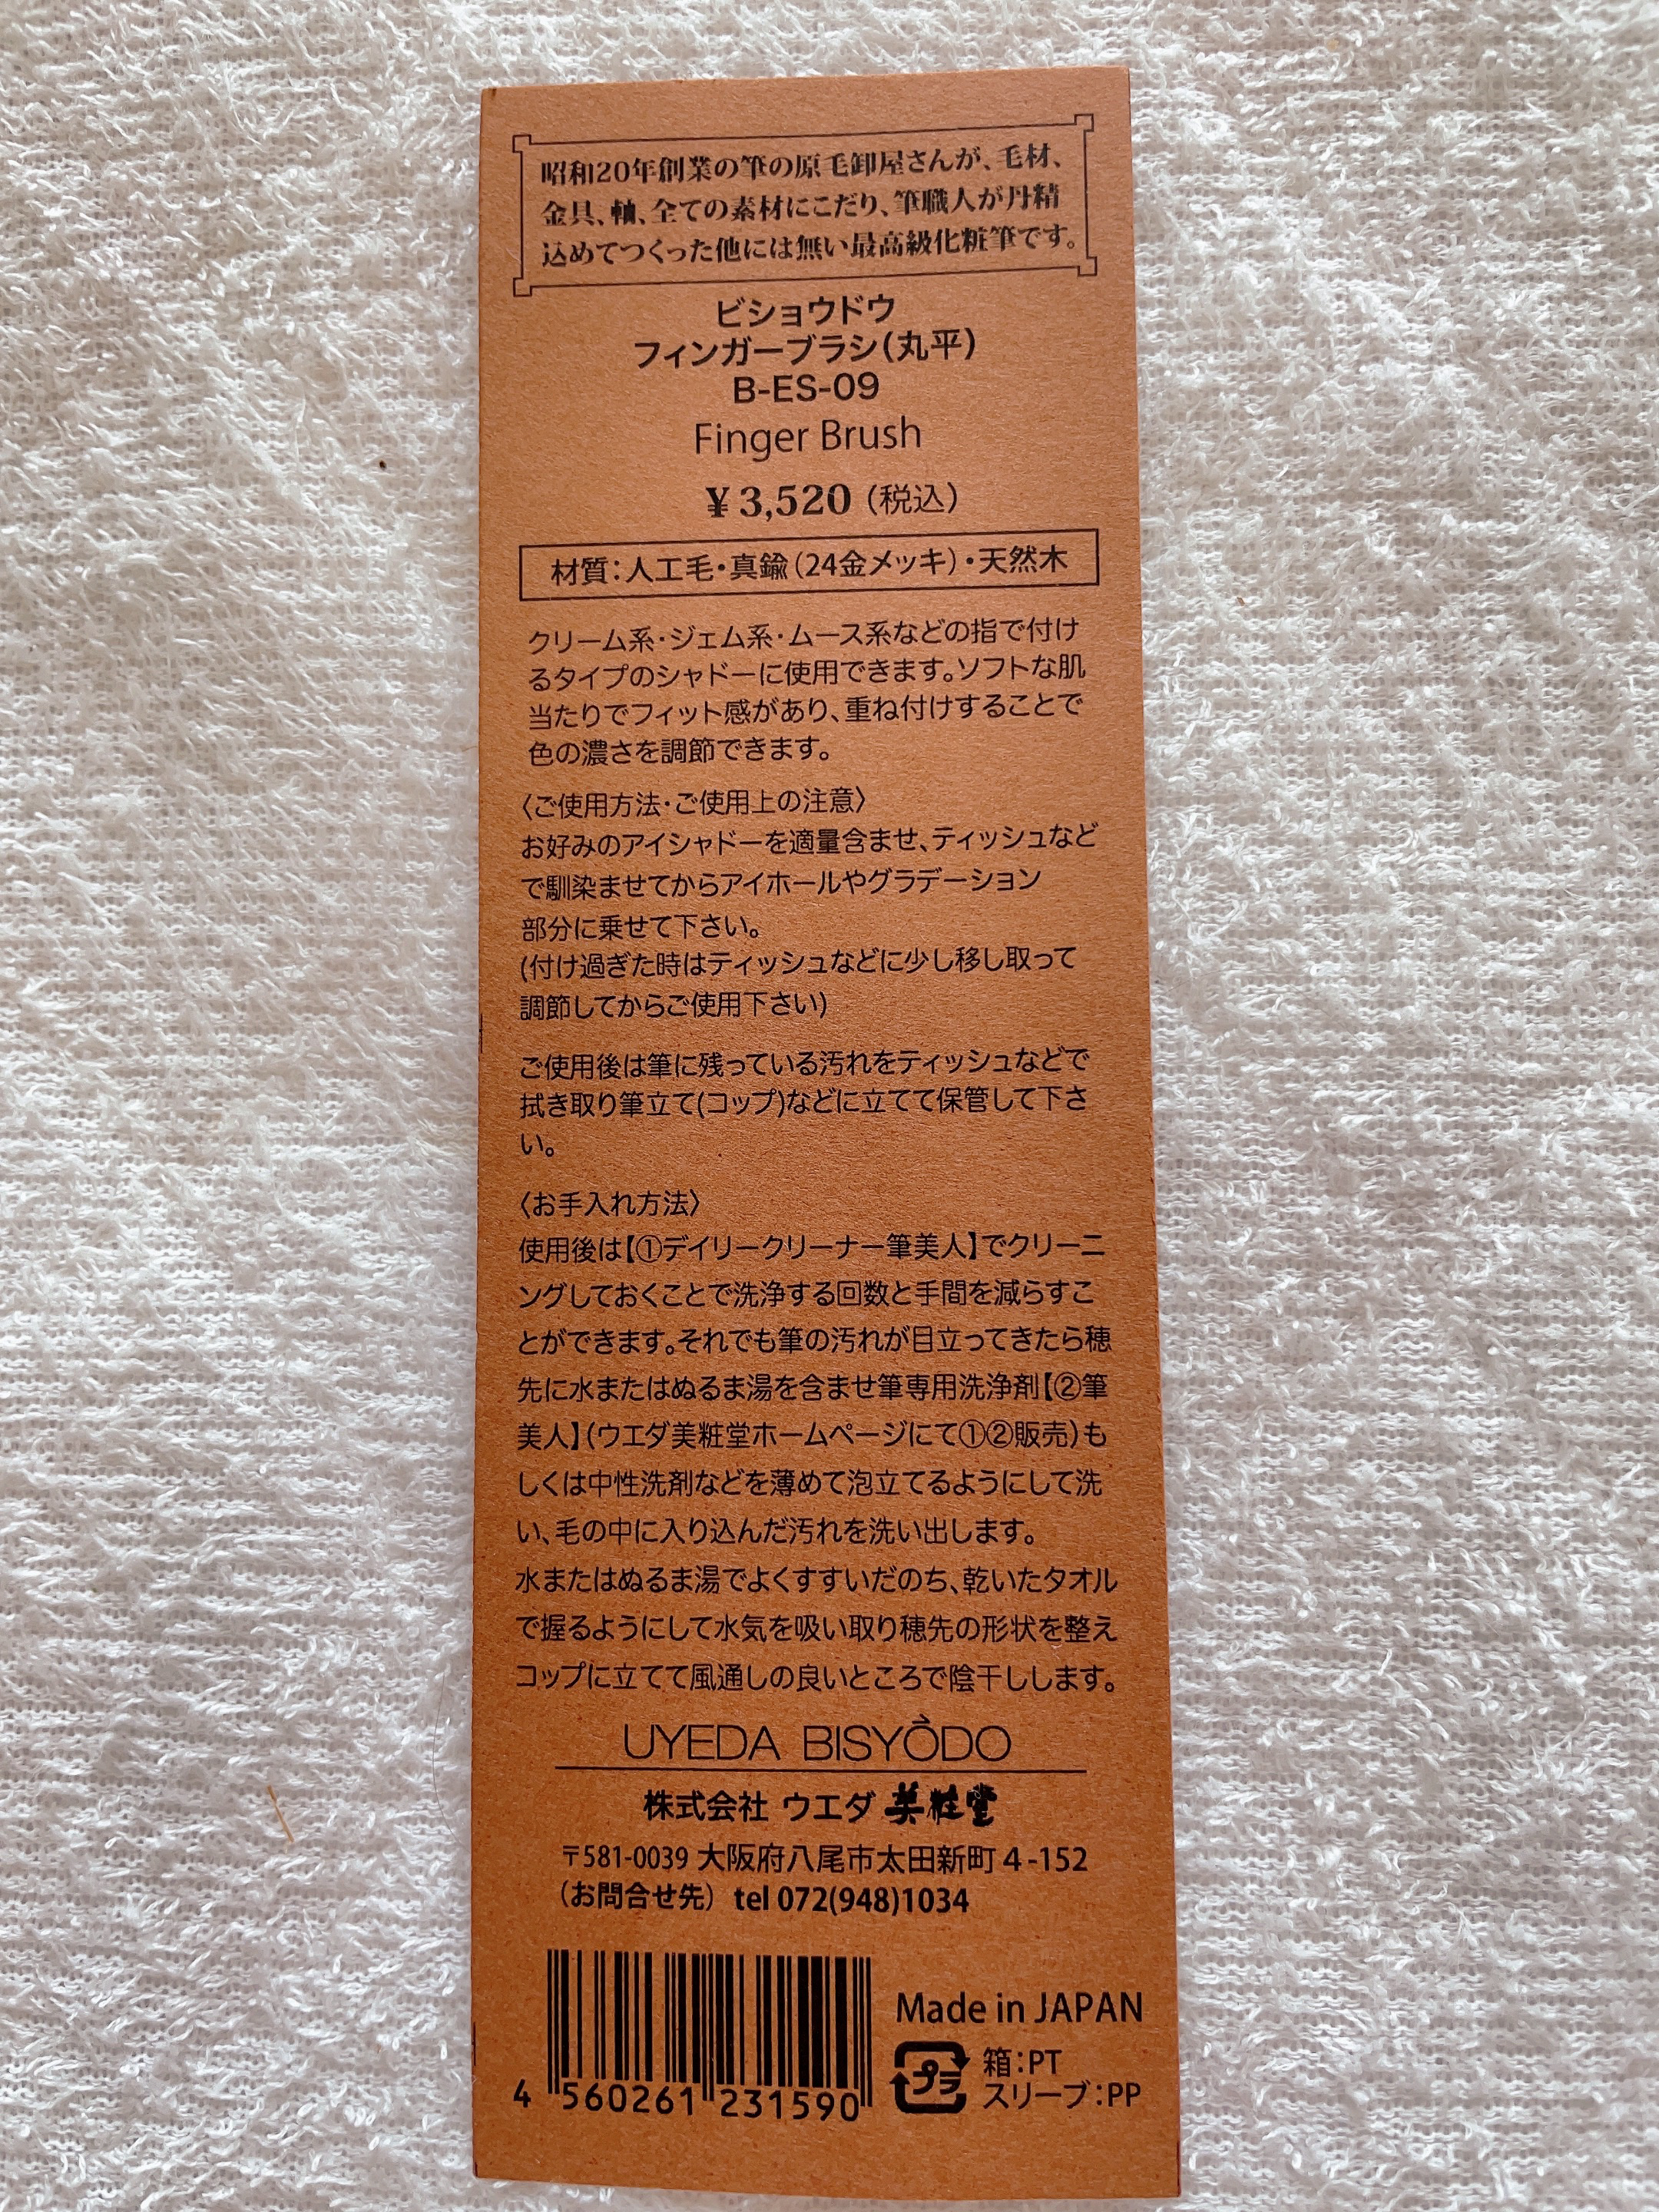 昭和20年創業の筆の原毛卸屋さんが、毛材、
金具、軸、全ての素材にこだり、筆職人が丹精
込めてつくった他には無い最高級化粧筆です。
ビショウドウ
フィンガーブラシ(丸平)
B-ES-09
Finger Brush
¥3,520(税込)
材質:人工毛・真鍮(24金メッキ)・天然木
クリーム系・ジェム系・ムース系などの指で付け
るタイプのシャドーに使用できます。ソフトな肌
当たりでフィット感があり、重ね付けすることで
色の濃さを調節できます。
〈ご使用方法・ご使用上の注意〉
お好みのアイシャドーを適量含ませ、ティッシュなど
で馴染ませてからアイホールやグラデーション
部分に乗せて下さい。
(付け過ぎた時はティッシュなどに少し移し取って
調節してからご使用下さい)
ご使用後は筆に残っている汚れをティッシュなどで
拭き取り筆立て(コップ)などに立てて保管して下さ
い。
〈お手入れ方法〉
使用後は【①デイリークリーナー筆美人】でクリーニ
ングしておくことで洗浄する回数と手間を減らすこ
とができます。それでも筆の汚れが目立ってきたら穂
先に水またはぬるま湯を含ませ筆専用洗浄剤【②筆
美人】(ウエダ美粧堂ホームページにて①②販売)も
しくは中性洗剤などを薄めて泡立てるようにして洗
い、毛の中に入り込んだ汚れを洗い出します。
水またはぬるま湯でよくすすいだのち、乾いたタオル
で握るようにして水気を吸い取り穂先の形状を整え
コップに立てて風通しの良いところで陰干しします。
UYEDA BISYŌDO
株式会社 ウエダ美粧堂
〒581-0039 大阪府八尾市太田新町4-152
(お問合せ先) tel 072(948)1034
4 560261 231590
Made in JAPAN
プラ
箱:PT
スリーブ:PP